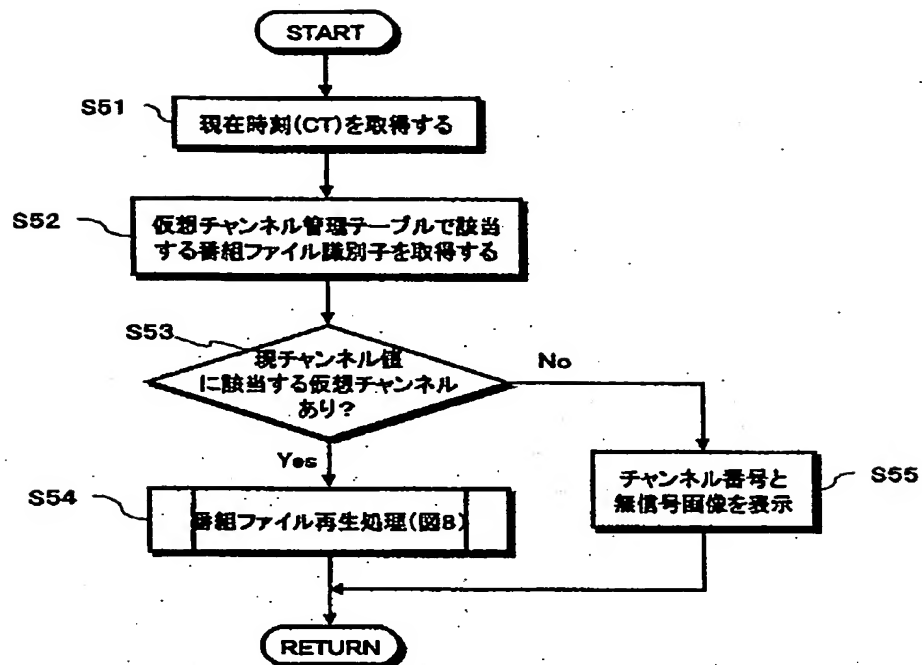 START
S51
現在時刻(CT)を取得する
S52
仮想チャンネル管理テーブルで該当
する番組ファイル識別子を取得する
S53
現チャンネル値
に該当する仮想チャンネル
あり?
No
Yes
S54
番組ファイル再生処理(図8)
チャンネル番号と
無信号画像を表示
S55
RETURN